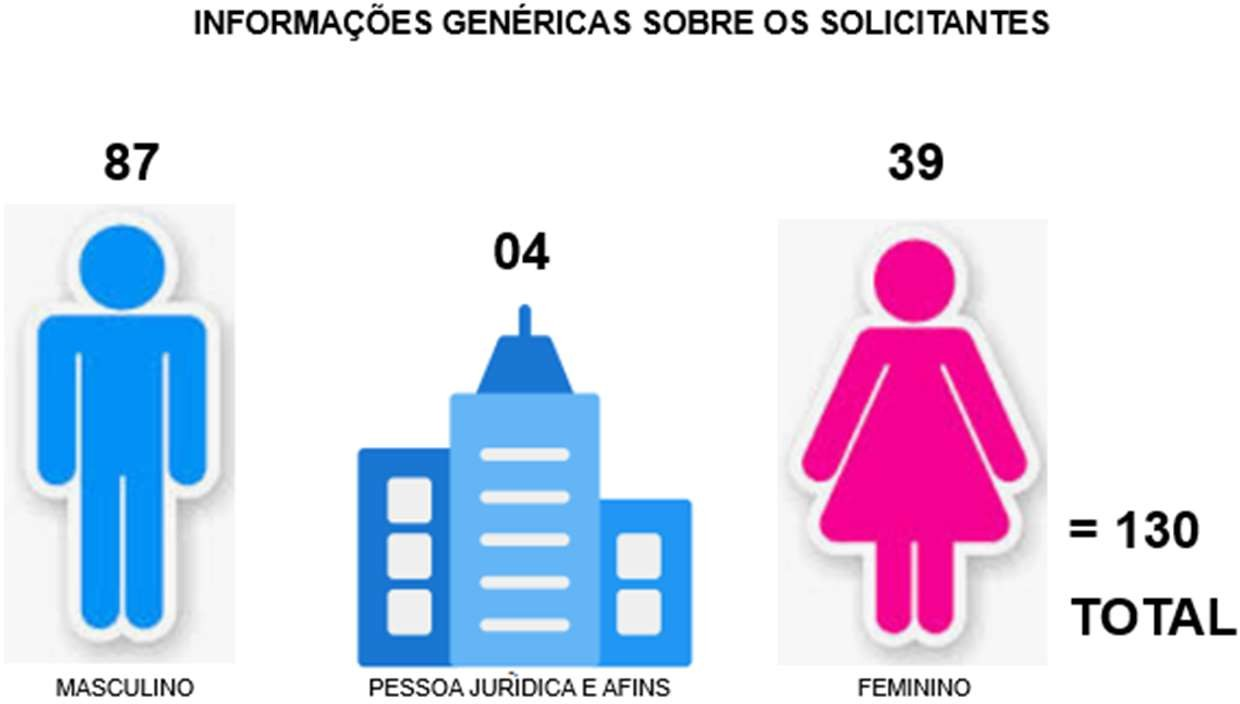 INFORMAÇÕES GENÉRICAS SOBRE OS SOLICITANTES
87
04
39
= 130
TOTAL
MASCULINO
PESSOA JURÌDICA E AFINS
FEMININO